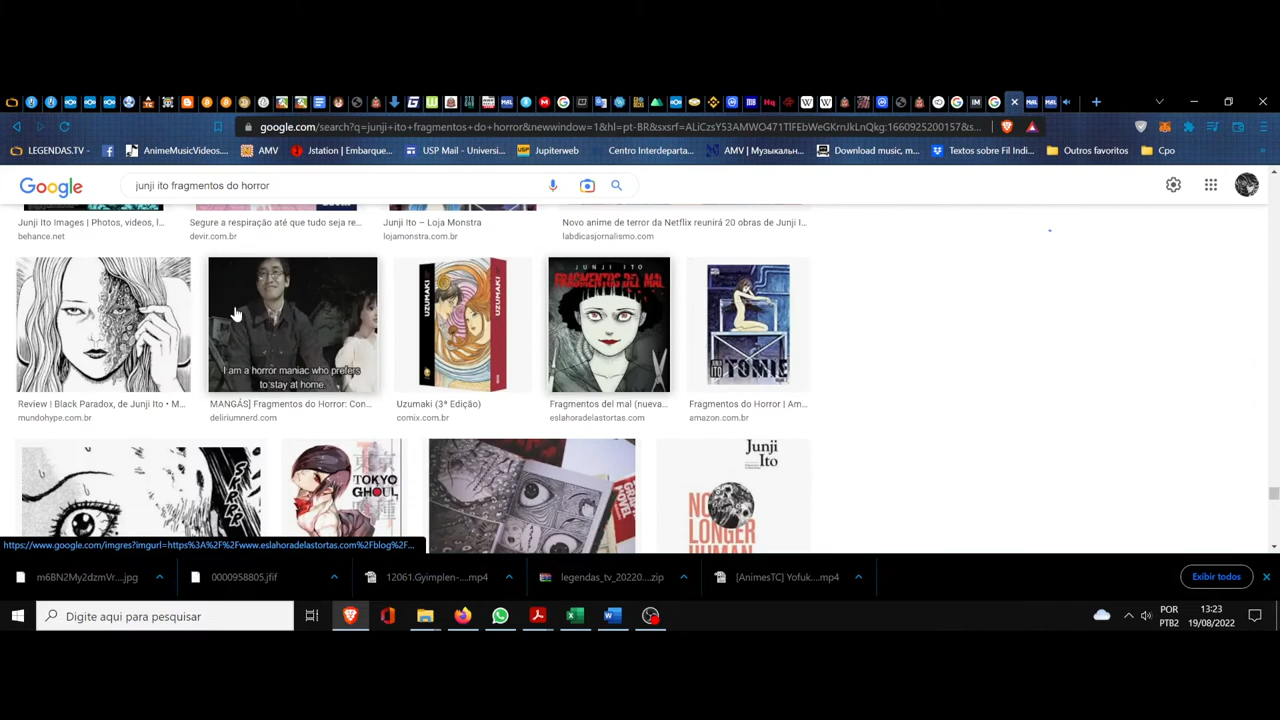 google.com/search?q=junji+ito+fragmentos+do+horror&newwindow=1&hl=pt-BR&sxsrf=ALiCzsY53AMWO471TlFEbWeGKrnJkLnQkg:1660925200157&s...
LEGENDAS.TV
AnimeMusicVideos....
AMV
Jstation | Embarque...
USP Mail - Universi...
Jupiterweb
Centro Interdeparta...
AMV | Музыкальн...
Download music, m...
Textos sobre Fil Indi...
Outros favoritos
Cpo
Google
junji ito fragmentos do horror
Junji Ito Images | Photos, videos, l...
behance.net
Segure a respiração até que tudo seja re...
devir.com.br
Junji Ito – Loja Monstra
lojamonstra.com.br
Novo anime de terror da Netflix reunirá 20 obras de Junji I...
labdicasjornalismo.com
I am a horror maniac who prefers
to stay at home.
UZUMAKI
UZUMAKI
JUNJI ITO
FRAGMENTOS DEL MAL
TOMIE
Review | Black Paradox, de Junji Ito • M...
mundohype.com.br
MANGÁS] Fragmentos do Horror: Con...
deliriumnerd.com
Uzumaki (3ª Edição)
comix.com.br
Fragmentos del mal (nueva...
eslahoradelastortas.com
Fragmentos do Horror | Am...
amazon.com.br
TOKYO
GHOUL
Junji
Ito
NO
LONGER
HUMAN
https://www.google.com/imgres?imgurl=https%3A%2F%2Fwww.eslahoradelastortas.com%2Fblog%2F...
m6BN2My2dzmVr....jpg
0000958805.jfif
12061.Gyimplen-....mp4
legendas_tv_20220....zip
[AnimesTC] Yofuk....mp4
Exibir todos
Digite aqui para pesquisar
POR
PTB2
13:23
19/08/2022